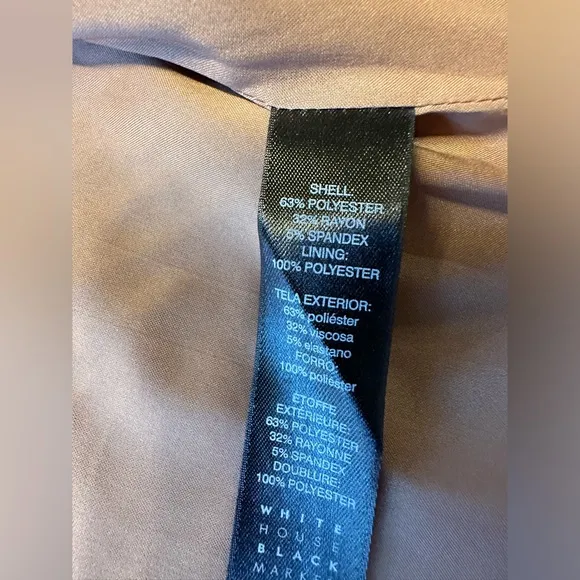 SHELL:
63% POLYESTER
32% RAYON
5% SPANDEX
LINING:
100% POLYESTER
TELA EXTERIOR:
63% poliéster
32% viscosa
5% elastano
FORRO:
100% poliéster
ÉTOFFE
EXTÉRIEURE:
63% POLYESTER
32% RAYONNE
5% SPANDEX
DOUBLURE:
100% POLYESTER
WHITE
HOUSE
BLACK